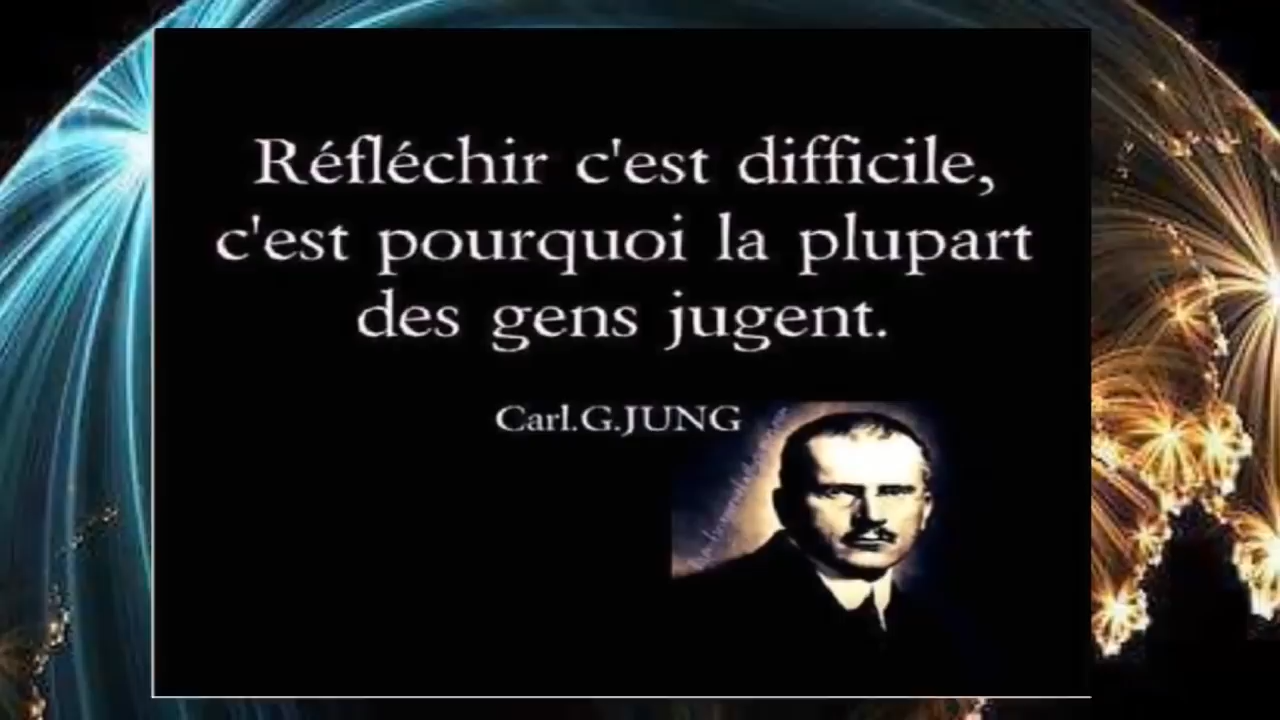 Réfléchir c'est difficile,
c'est pourquoi la plupart
des gens jugent.
Carl.G.JUNG